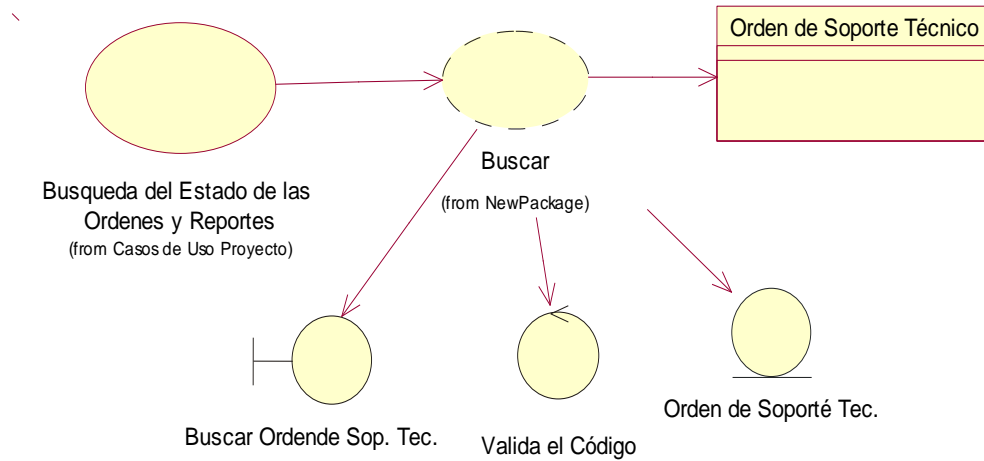 Orden de Soporte Técnico
Busqueda del Estado de las
Ordenes y Reportes
(from Casos de Uso Proyecto)
Buscar
(from NewPackage)
Buscar Ordende Sop. Tec.
Valida el Código
Orden de Soporté Tec.